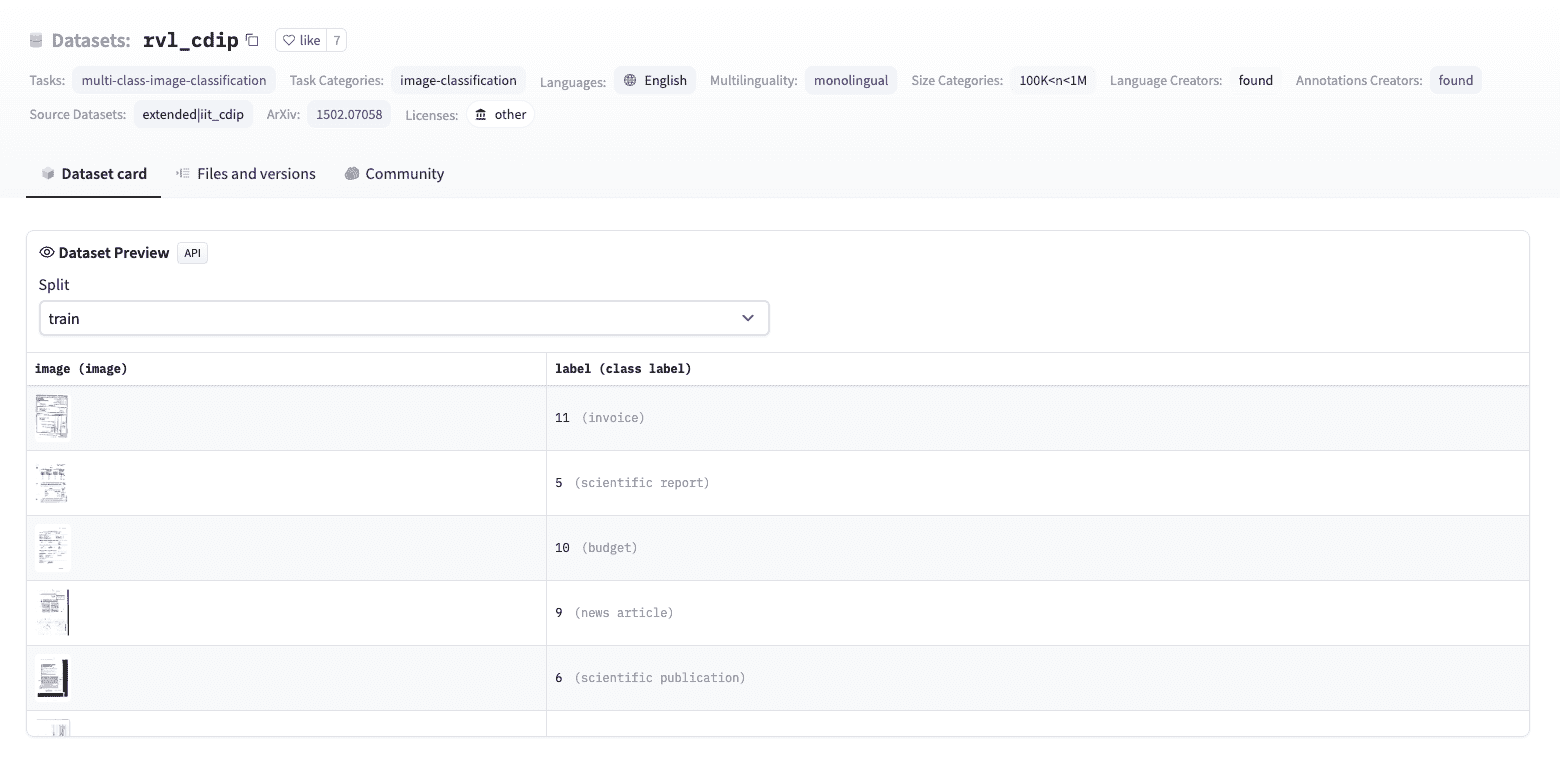 Datasets: rvl_cdip like 7
Tasks: multi-class-image-classification Task Categories: image-classification Languages: English Multilinguality: monolingual Size Categories: 100K<n<1M Language Creators: found Annotations Creators: found
Source Datasets: extended|iit_cdip ArXiv: 1502.07058 Licenses: other
Dataset card Files and versions Community
Dataset Preview API
Split
train
image (image) label (class label)
11 (invoice)
5 (scientific report)
10 (budget)
9 (news article)
6 (scientific publication)